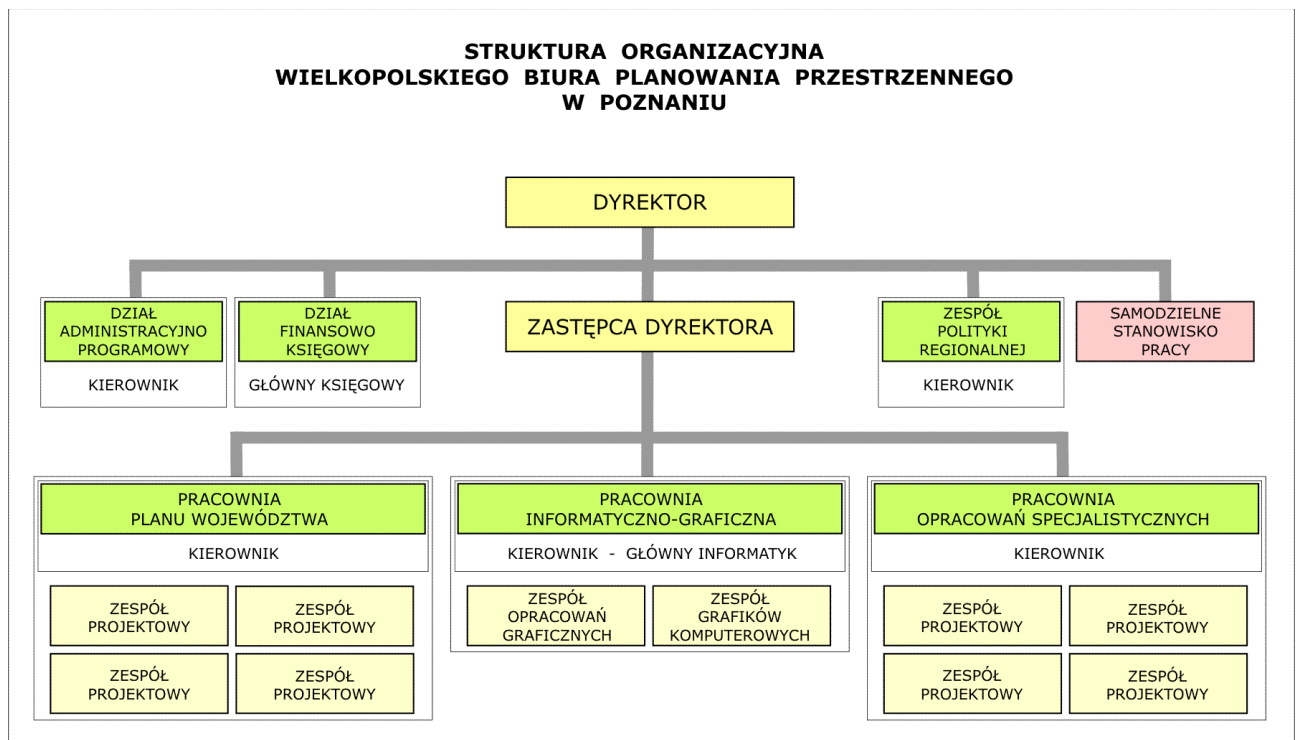 STRUKTURA ORGANIZACYJNA
WIELKOPOLSKIEGO BIURA PLANOWANIA PRZESTRZENNEGO
W POZNANIU
DYREKTOR
DZIAŁ
ADMINISTRACYJNO
PROGRAMOWY
KIEROWNIK
DZIAŁ
FINANSOWO
KSIĘGOWY
GŁÓWNY KSIĘGOWY
ZASTĘPCA DYREKTORA
ZESPÓŁ
POLITYKI
REGIONALNEJ
KIEROWNIK
SAMODZIELNE
STANOWISKO
PRACY
PRACOWNIA
PLANU WOJEWÓDZTWA
KIEROWNIK
ZESPÓŁ
PROJEKTOWY
ZESPÓŁ
PROJEKTOWY
ZESPÓŁ
PROJEKTOWY
ZESPÓŁ
PROJEKTOWY
PRACOWNIA
INFORMATYCZNO-GRAFICZNA
KIEROWNIK - GŁÓWNY INFORMATYK
ZESPÓŁ
OPRACOWAŃ
GRAFICZNYCH
ZESPÓŁ
GRAFIKÓW
KOMPUTEROWYCH
PRACOWNIA
OPRACOWAŃ SPECJALISTYCZNYCH
KIEROWNIK
ZESPÓŁ
PROJEKTOWY
ZESPÓŁ
PROJEKTOWY
ZESPÓŁ
PROJEKTOWY
ZESPÓŁ
PROJEKTOWY